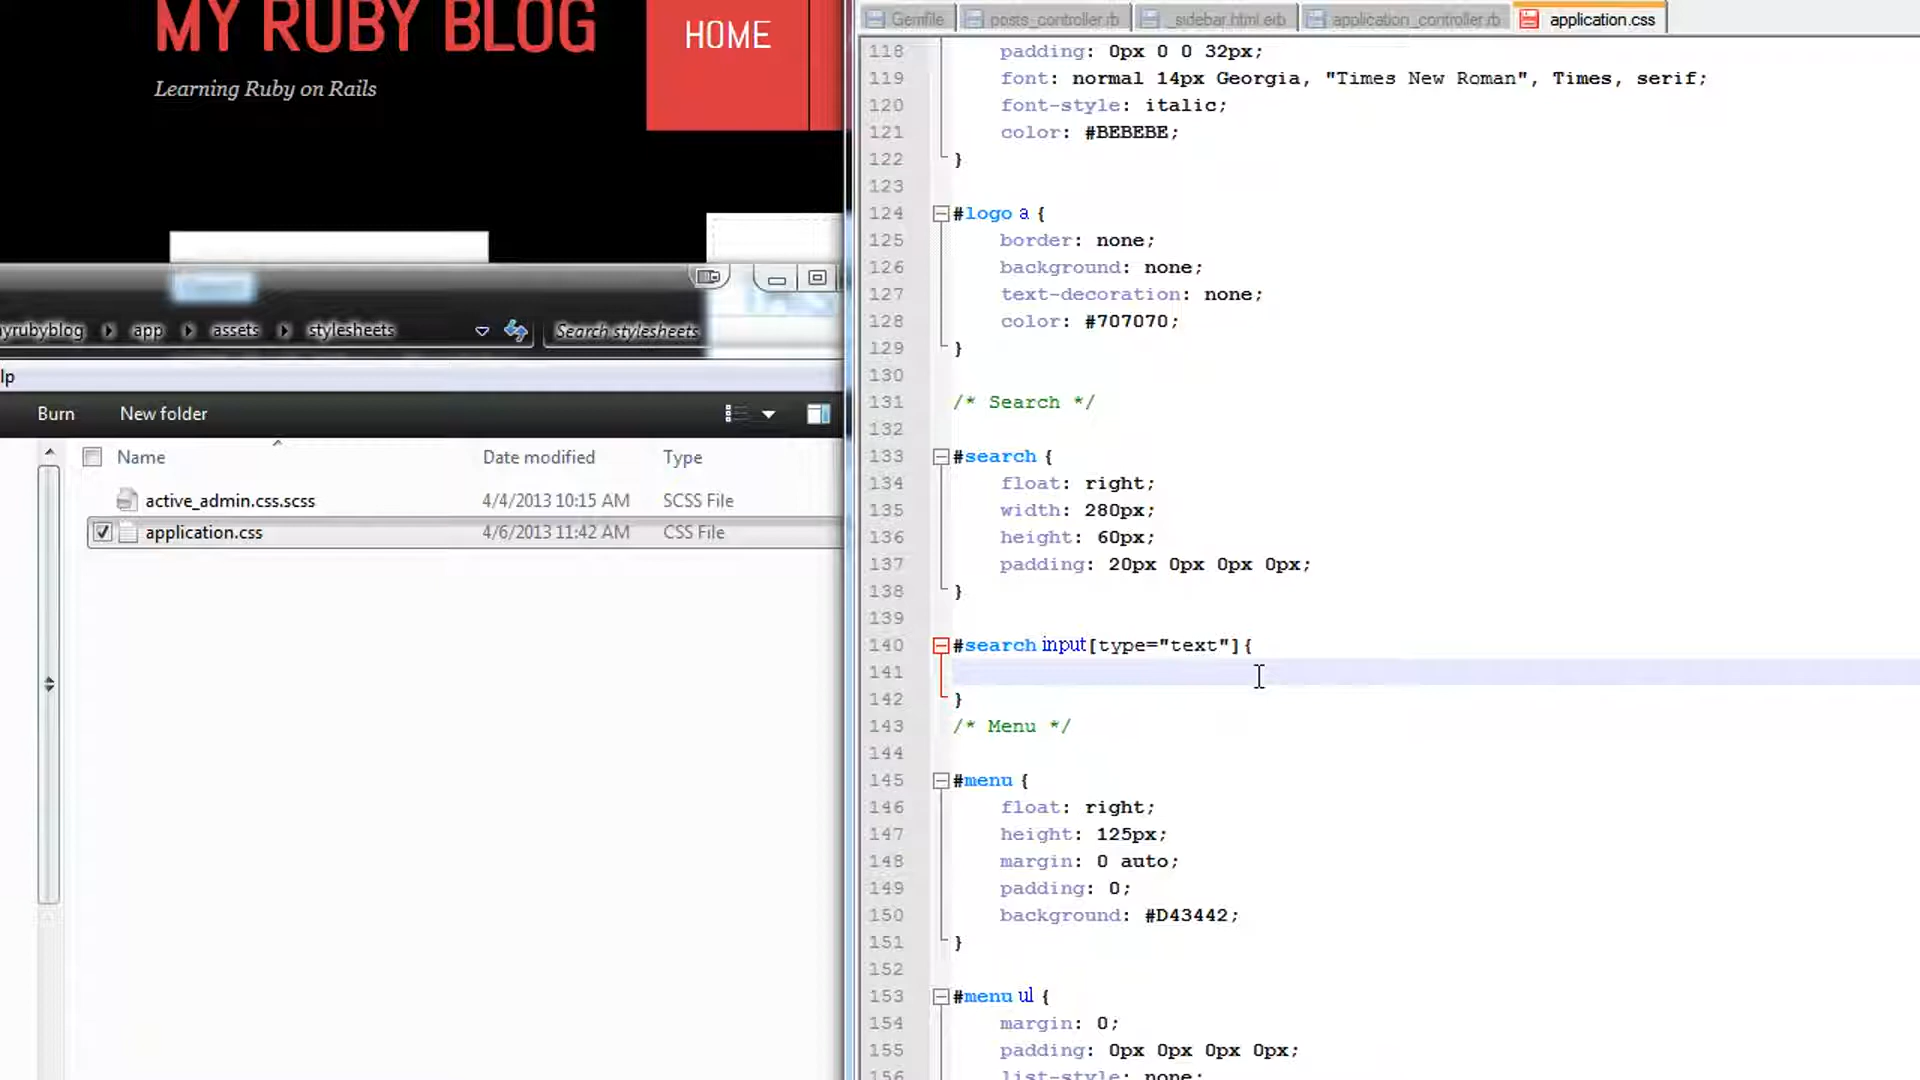 MY RUBY BLOG
Learning Ruby on Rails
HOME
yrubyblog app assets stylesheets
Search stylesheets
lp
Burn New folder
Name Date modified Type
active_admin.css.scss 4/4/2013 10:15 AM SCSS File
application.css 4/6/2013 11:42 AM CSS File
Gemfile posts_controller.rb _sidebar.html.erb application_controller.rb application.css
118 padding: 0px 0 0 32px;
119 font: normal 14px Georgia, "Times New Roman", Times, serif;
120 font-style: italic;
121 color: #BEBEBE;
122 }
123
124 #logo a {
125 border: none;
126 background: none;
127 text-decoration: none;
128 color: #707070;
129 }
130
131 /* Search */
132
133 #search {
134 float: right;
135 width: 280px;
136 height: 60px;
137 padding: 20px 0px 0px 0px;
138 }
139
140 #search input[type="text"]{
141
142 }
143 /* Menu */
144
145 #menu {
146 float: right;
147 height: 125px;
148 margin: 0 auto;
149 padding: 0;
150 background: #D43442;
151 }
152
153 #menu ul {
154 margin: 0;
155 padding: 0px 0px 0px 0px;
156 list-style: none;